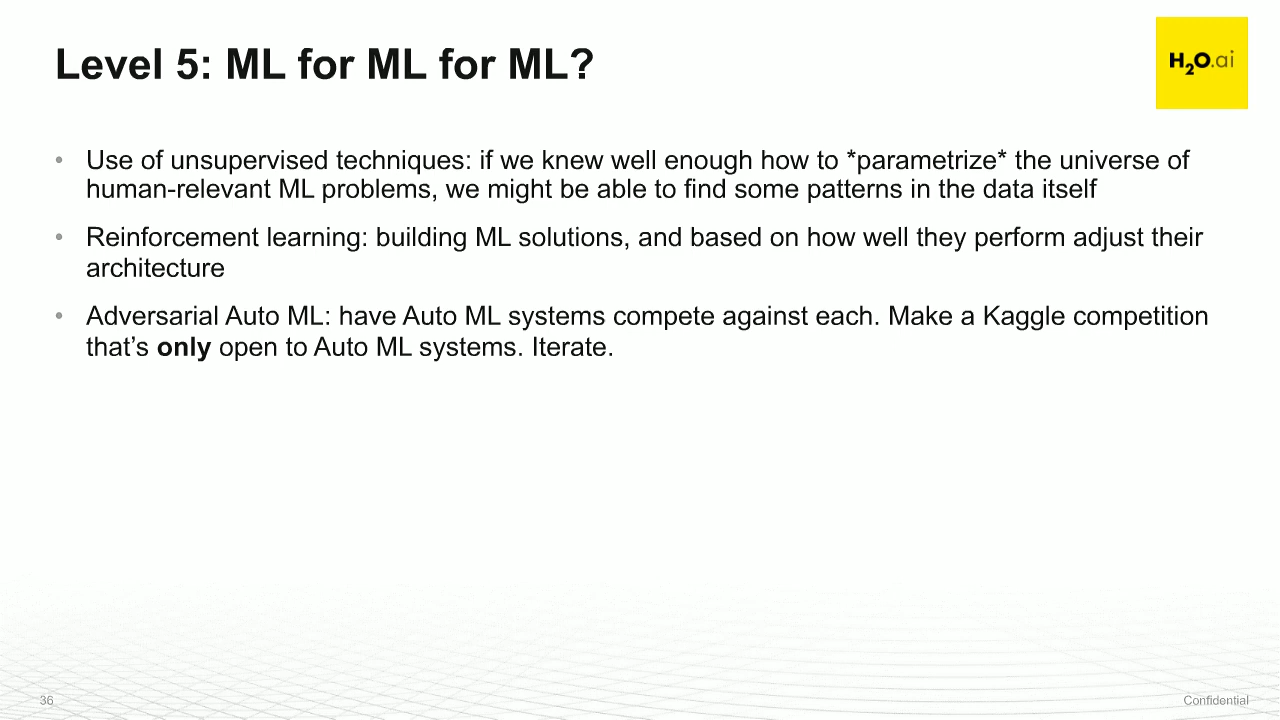 Level 5: ML for ML for ML?
H2O.ai
• Use of unsupervised techniques: if we knew well enough how to *parametrize* the universe of
human-relevant ML problems, we might be able to find some patterns in the data itself
• Reinforcement learning: building ML solutions, and based on how well they perform adjust their
architecture
• Adversarial Auto ML: have Auto ML systems compete against each. Make a Kaggle competition
that’s only open to Auto ML systems. Iterate.
36
Confidential